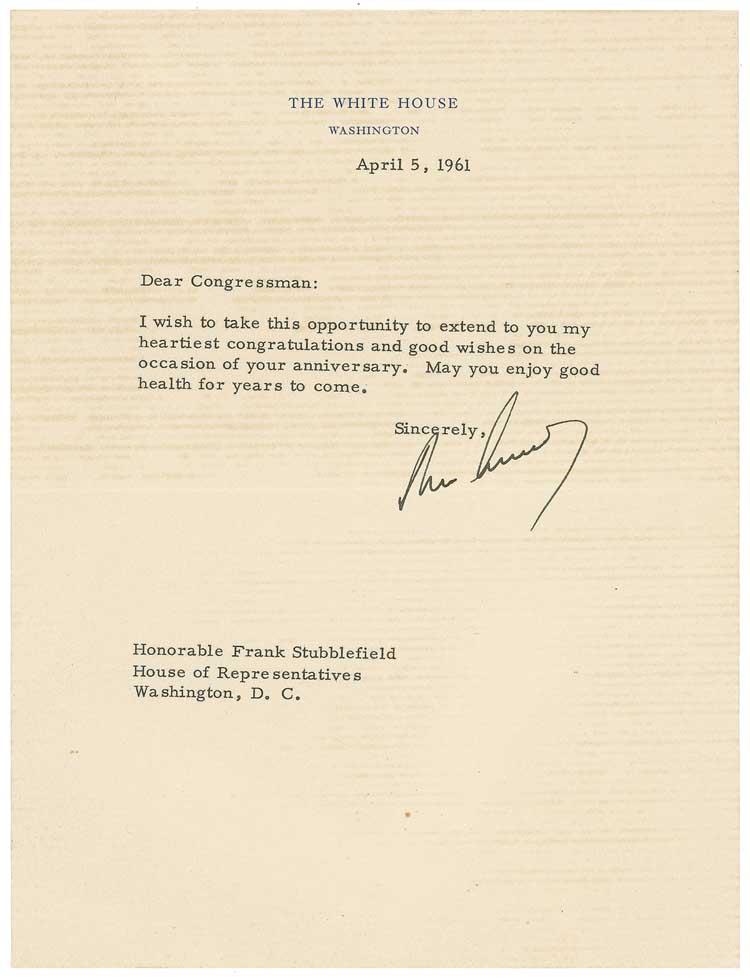 THE WHITE HOUSE
WASHINGTON
April 5, 1961
Dear Congressman:
I wish to take this opportunity to extend to you my
heartiest congratulations and good wishes on the
occasion of your anniversary. May you enjoy good
health for years to come.
Sincerely,
Honorable Frank Stubblefield
House of Representatives
Washington, D. C.